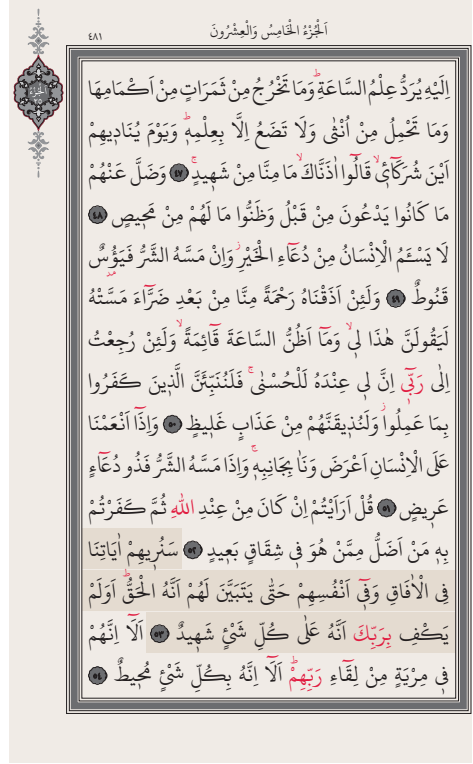 اَلْجُزْءُ الْخَامِسُ وَالْعِشْرُونَ
٤٨١
اَلْجُزْءُ
اِلَيْهِ يُرَدُّ عِلْمُ السَّاعَةِۜ وَمَا تَخْرُجُ مِنْ ثَمَرَاتٍ مِنْ اَكْمَامِهَا
وَمَا تَحْمِلُ مِنْ اُنْثٰى وَلَا تَضَعُ اِلَّا بِعِلْمِه۪ۜ وَيَوْمَ يُنَاد۪يهِمْ
اَيْنَ شُرَكَٓاء۪يۙ قَالُٓوا اٰذَنَّاكَۙ مَا مِنَّا مِنْ شَه۪يدٍۚ ﴿٤٧﴾ وَضَلَّ عَنْهُمْ
مَا كَانُوا يَدْعُونَ مِنْ قَبْلُ وَظَنُّوا مَا لَهُمْ مِنْ مَح۪يصٍ ﴿٤٨﴾
لَا يَسْـَٔمُ الْاِنْسَانُ مِنْ دُعَٓاءِ الْخَيْرِۘ وَاِنْ مَسَّهُ الشَّرُّ فَيَؤُ۫سٌ
قَنُوطٌ ﴿٤٩﴾ وَلَئِنْ اَذَقْنَاهُ رَحْمَةً مِنَّا مِنْ بَعْدِ ضَرَّٓاءَ مَسَّتْهُ
لَيَقُولَنَّ هٰذَا ل۪يۙ وَمَٓا اَظُنُّ السَّاعَةَ قَٓائِمَةًۙ وَلَئِنْ رُجِعْتُ
اِلٰى رَبّ۪ٓي اِنَّ ل۪ي عِنْدَهُ لَلْحُسْنٰىۚ فَلَنُنَبِّئَنَّ الَّذ۪ينَ كَفَرُوا
بِمَا عَمِلُواۘ وَلَنُذ۪يقَنَّهُمْ مِنْ عَذَابٍ غَل۪يظٍ ﴿٥٠﴾ وَاِذَٓا اَنْعَمْنَا
عَلَى الْاِنْسَانِ اَعْرَضَ وَنَاٰ بِجَانِبِه۪ۚ وَاِذَا مَسَّهُ الشَّرُّ فَذُو دُعَٓاءٍ
عَر۪يضٍ ﴿٥١﴾ قُلْ اَرَاَيْتُمْ اِنْ كَانَ مِنْ عِنْدِ اللّٰهِ ثُمَّ كَفَرْتُمْ
بِه۪ مَنْ اَضَلُّ مِمَّنْ هُوَ ف۪ي شِقَاقٍ بَع۪يدٍ ﴿٥٢﴾ سَنُر۪يهِمْ اٰيَاتِنَا
فِي الْاٰفَاقِ وَف۪ٓي اَنْفُسِهِمْ حَتّٰى يَتَبَيَّنَ لَهُمْ اَنَّهُ الْحَقُّۜ اَوَلَمْ
يَكْفِ بِرَبِّكَ اَنَّهُ عَلٰى كُلِّ شَيْءٍ شَه۪يدٌ ﴿٥٣﴾ اَلَٓا اِنَّهُمْ
ف۪ي مِرْيَةٍ مِنْ لِقَٓاءِ رَبِّهِمْۜ اَلَٓا اِنَّهُ بِكُلِّ شَيْءٍ مُح۪يطٌ ﴿٥٤﴾